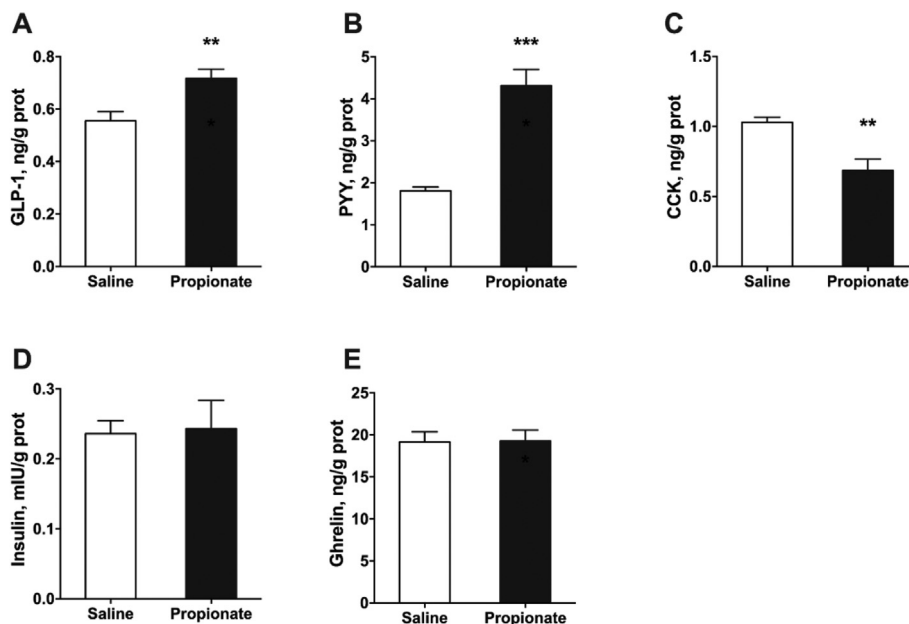 A
GLP-1, ng/g prot
0.8
0.6
0.4
0.2
0.0
**
*
Saline Propionate
B
PYY, ng/g prot
5
4
3
2
1
0
***
*
Saline Propionate
C
CCK, ng/g prot
1.5
1.0
0.5
0.0
**
Saline Propionate
D
Insulin, mIU/g prot
0.3
0.2
0.1
0.0
Saline Propionate
E
Ghrelin, ng/g prot
25
20
15
10
5
0
*
Saline Propionate